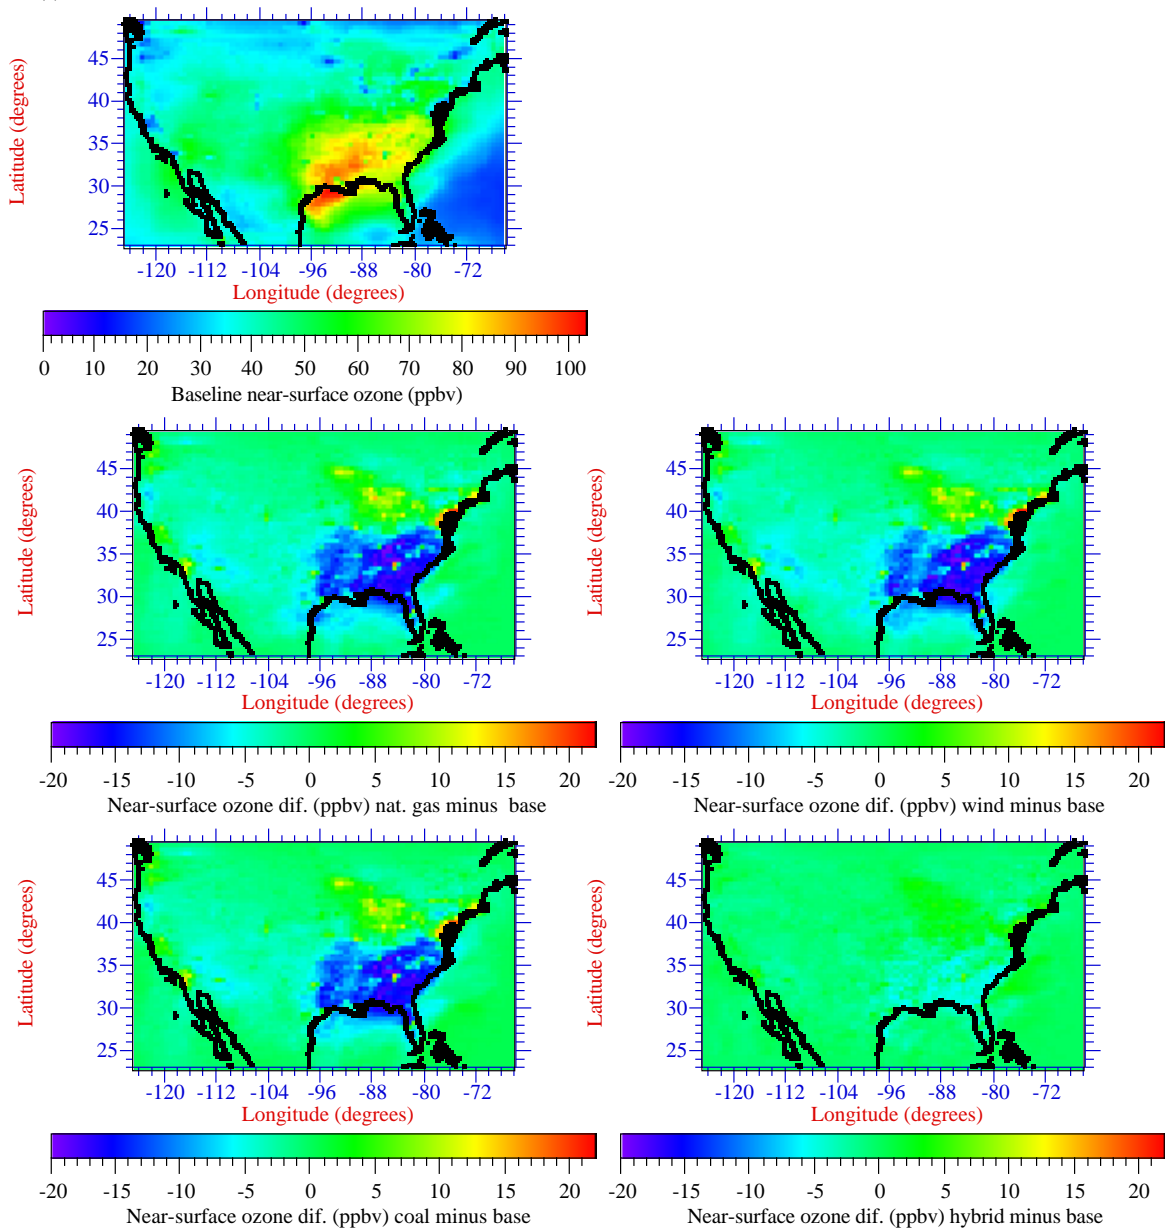 45
40
35
30
25
Latitude (degrees)
-120 -112 -104 -96 -88 -80 -72
Longitude (degrees)
0 10 20 30 40 50 60 70 80 90 100
Baseline near-surface ozone (ppbv)
45
40
35
30
25
Latitude (degrees)
-120 -112 -104 -96 -88 -80 -72
Longitude (degrees)
-20 -15 -10 -5 0 5 10 15 20
Near-surface ozone dif. (ppbv) nat. gas minus base
45
40
35
30
25
Latitude (degrees)
-120 -112 -104 -96 -88 -80 -72
Longitude (degrees)
-20 -15 -10 -5 0 5 10 15 20
Near-surface ozone dif. (ppbv) wind minus base
45
40
35
30
25
Latitude (degrees)
-120 -112 -104 -96 -88 -80 -72
Longitude (degrees)
-20 -15 -10 -5 0 5 10 15 20
Near-surface ozone dif. (ppbv) coal minus base
45
40
35
30
25
Latitude (degrees)
-120 -112 -104 -96 -88 -80 -72
Longitude (degrees)
-20 -15 -10 -5 0 5 10 15 20
Near-surface ozone dif. (ppbv) hybrid minus base